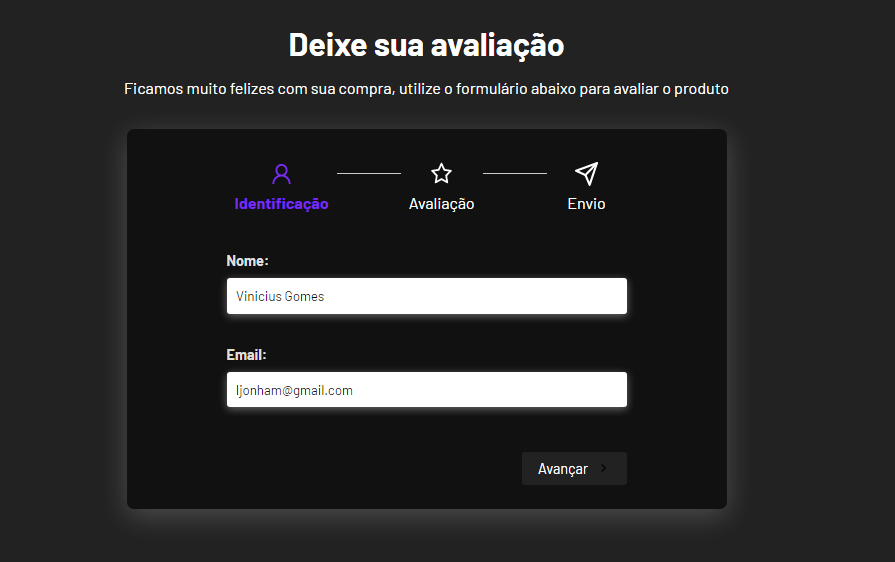 Deixe sua avaliação
Ficamos muito felizes com sua compra, utilize o formulário abaixo para avaliar o produto
Identificação
Avaliação
Envio
Nome:
Vinicius Gomes
Email:
ljonham@gmail.com
Avançar